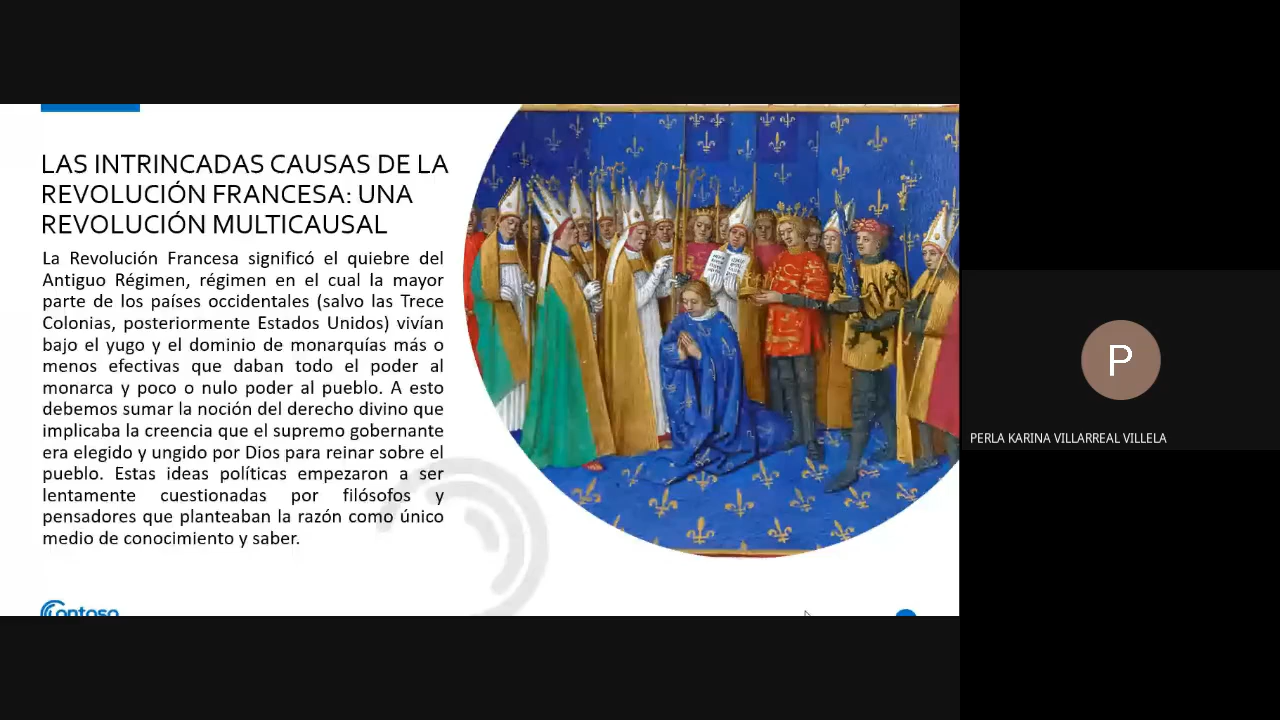 LAS INTRINCADAS CAUSAS DE LA
REVOLUCIÓN FRANCESA: UNA
REVOLUCIÓN MULTICAUSAL
La Revolución Francesa significó el quiebre del
Antiguo Régimen, régimen en el cual la mayor
parte de los países occidentales (salvo las Trece
Colonias, posteriormente Estados Unidos) vivían
bajo el yugo y el dominio de monarquías más o
menos efectivas que daban todo el poder al
monarca y poco o nulo poder al pueblo. A esto
debemos sumar la noción del derecho divino que
implicaba la creencia que el supremo gobernante
era elegido y ungido por Dios para reinar sobre el
pueblo. Estas ideas políticas empezaron a ser
lentamente cuestionadas por filósofos y
pensadores que planteaban la razón como único
medio de conocimiento y saber.
Contoso
P
PERLA KARINA VILLARREAL VILLELA